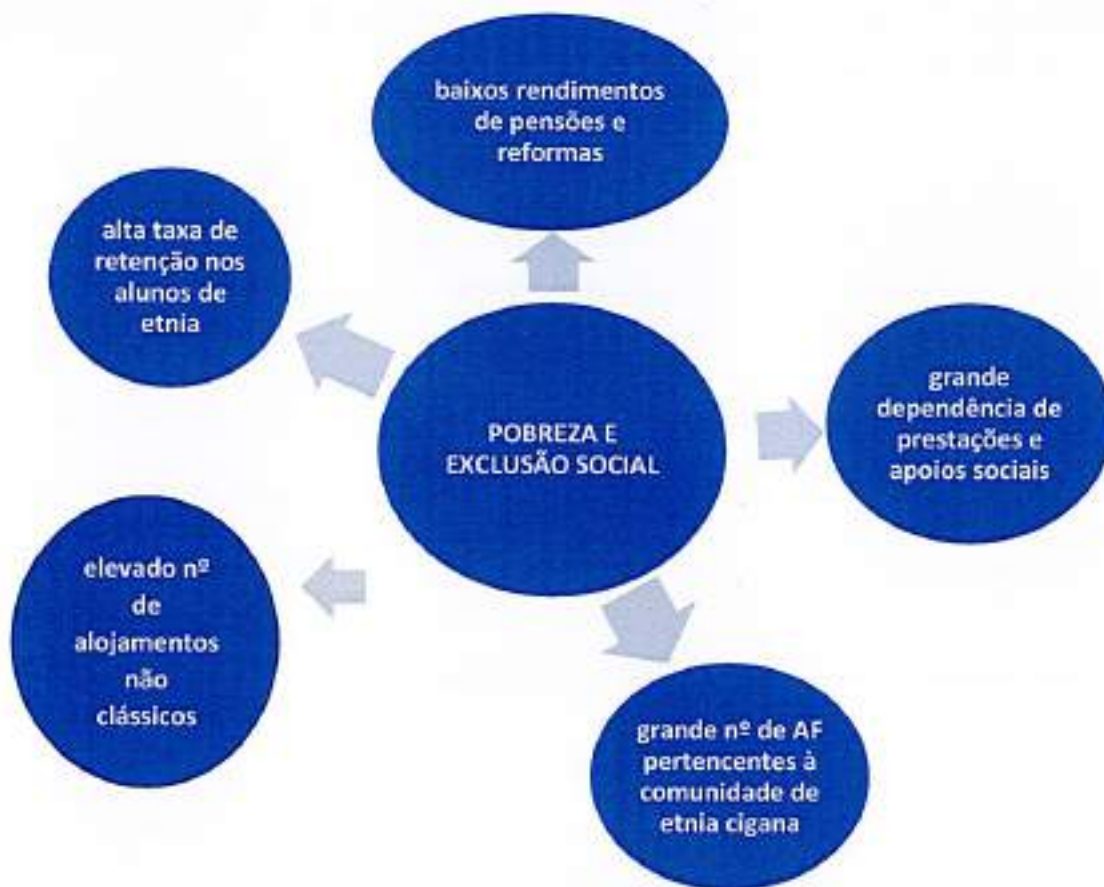 baixos rendimentos
de pensões e
reformas
alta taxa de
retenção nos
alunos de
etnia
grande
dependência de
prestações e
apoios sociais
POBREZA E
EXCLUSÃO SOCIAL
elevado nº
de
alojamentos
não
clássicos
grande nº de AF
pertencentes à
comunidade de
etnia cigana